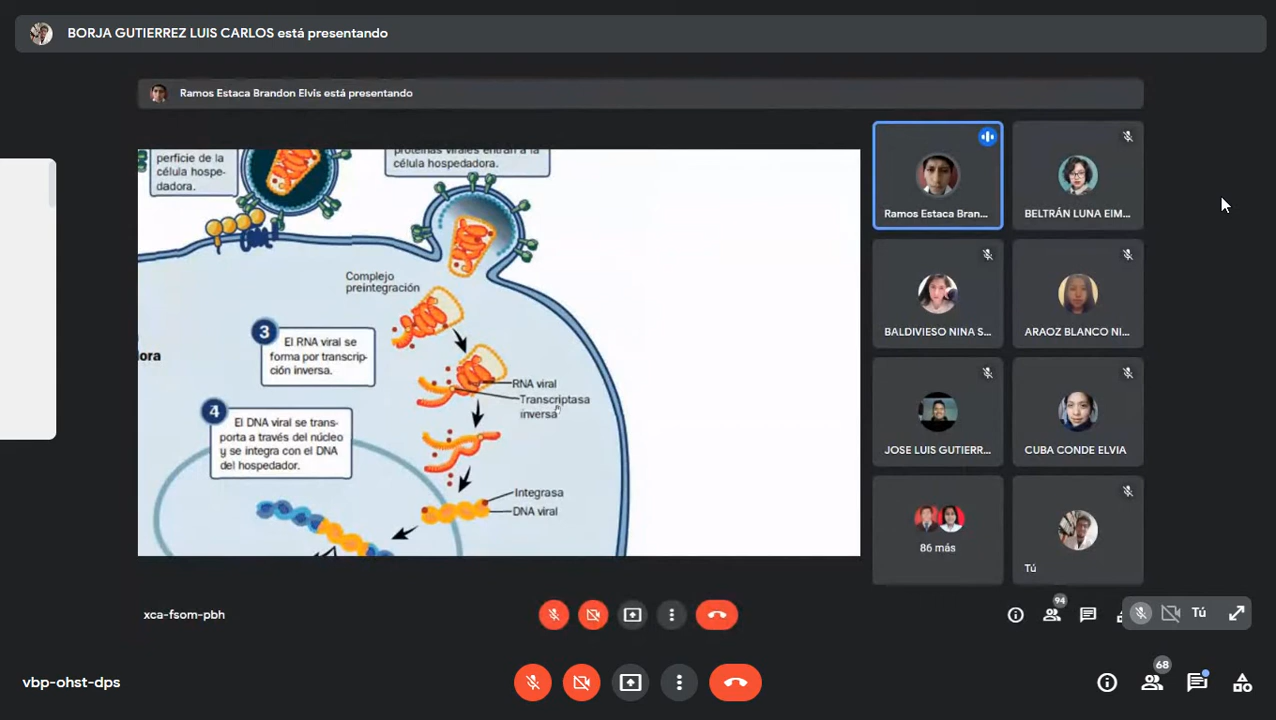 BORJA GUTIERREZ LUIS CARLOS está presentando
Ramos Estaca Brandon Elvis está presentando
perficie de la
célula hospe-
dadora.
proteínas virales entran a la
célula hospedadora.
Complejo
preintegración
3
El RNA viral se
forma por transcrip-
ción inversa.
RNA viral
Transcriptasa
inversa
ora
4
El DNA viral se trans-
porta a través del núcleo
y se integra con el DNA
del hospedador.
Integrasa
DNA viral
Ramos Estaca Bran...
BELTRÁN LUNA EIM...
BALDIVIESO NINA S...
ARAOZ BLANCO NI...
JOSE LUIS GUTIERR...
CUBA CONDE ELVIA
86 más
Tú
xca-fsom-pbh
94
Tú
vbp-ohst-dps
68